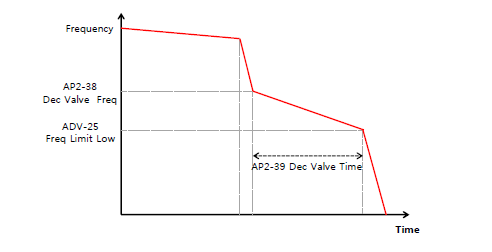 Frequency
AP2-38
Dec Valve Freq
ADV-25
Freq Limit Low
AP2-39 Dec Valve Time
Time